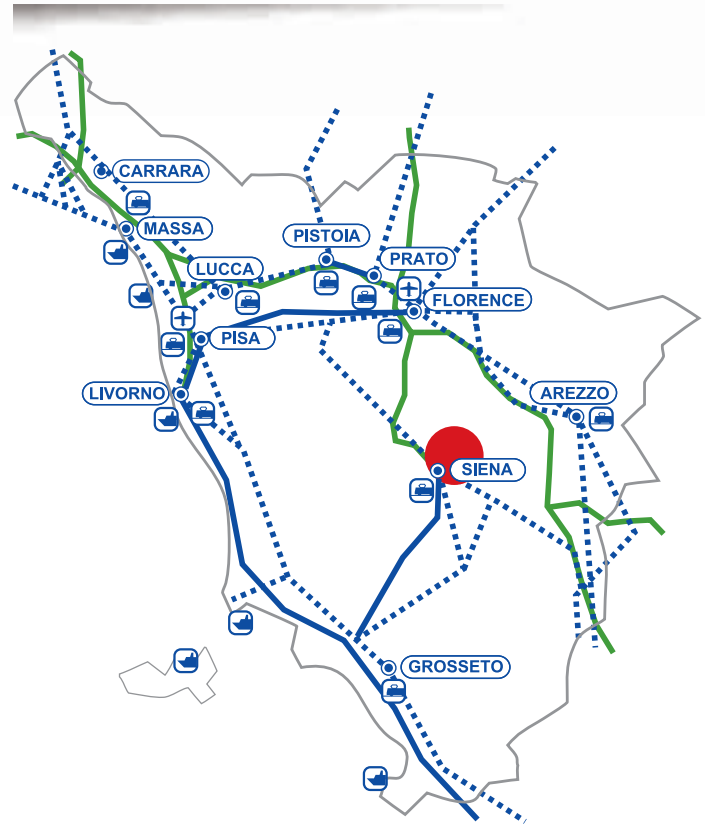 CARRARA
MASSA
PISTOIA
LUCCA
PRATO
FLORENCE
PISA
LIVORNO
AREZZO
SIENA
GROSSETO